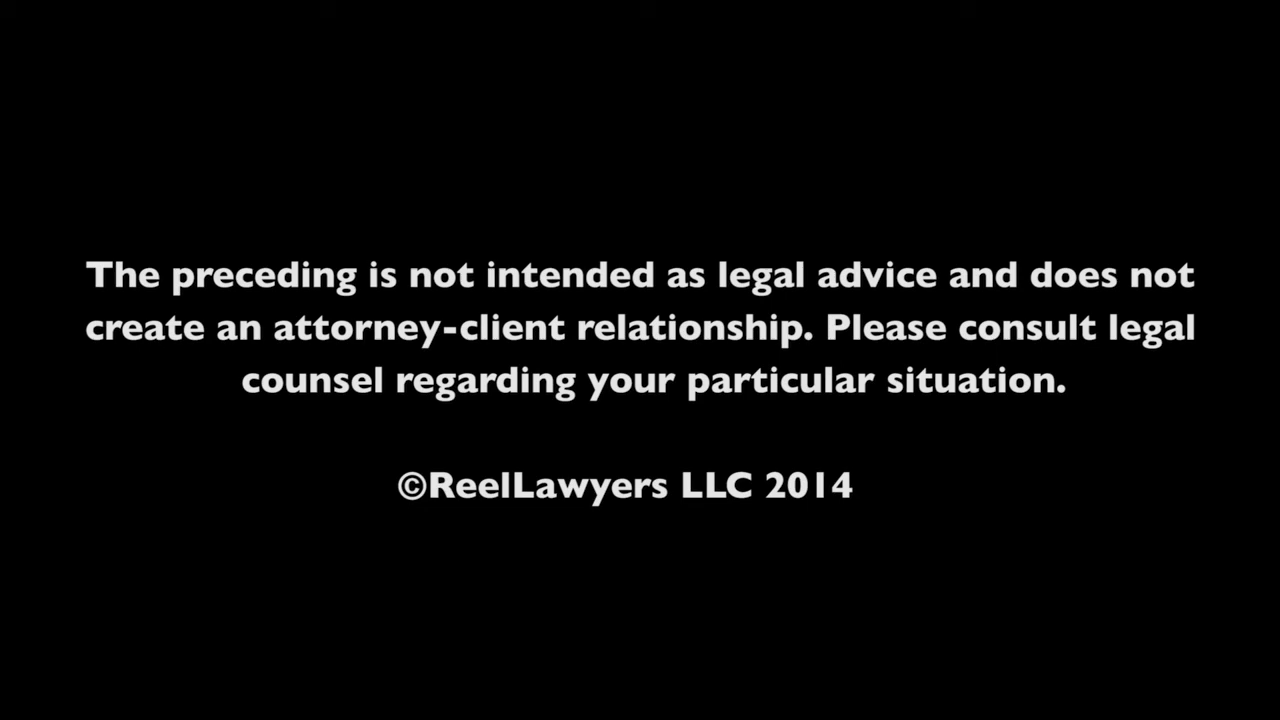 The preceding is not intended as legal advice and does not
create an attorney-client relationship. Please consult legal
counsel regarding your particular situation.
©ReelLawyers LLC 2014